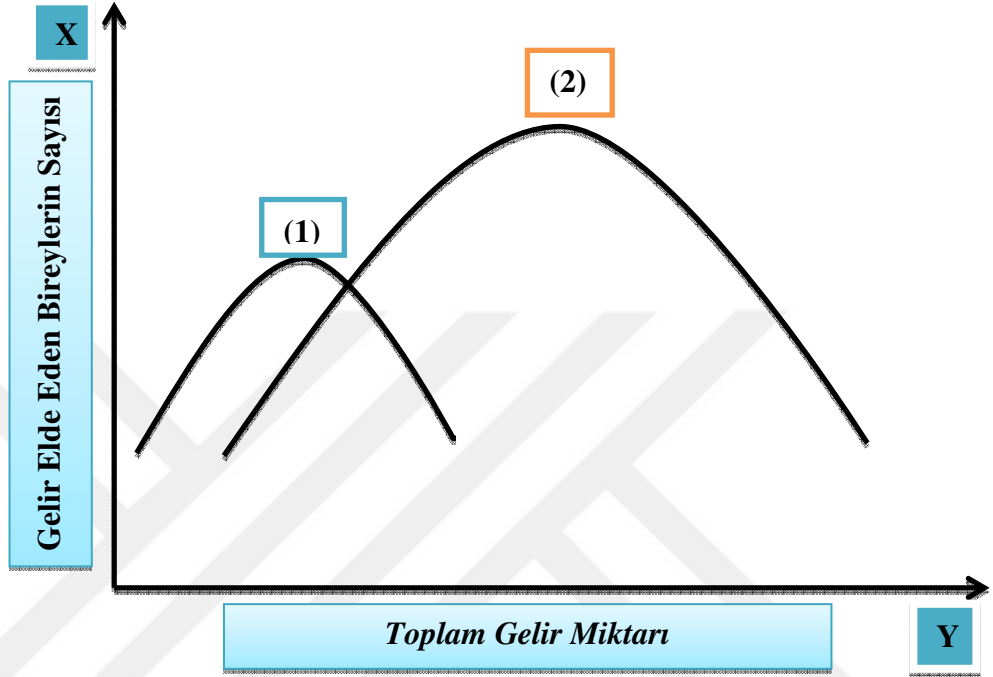 X
Gelir Elde Eden Bireylerin Sayısı
(2)
(1)
Toplam Gelir Miktarı
Y